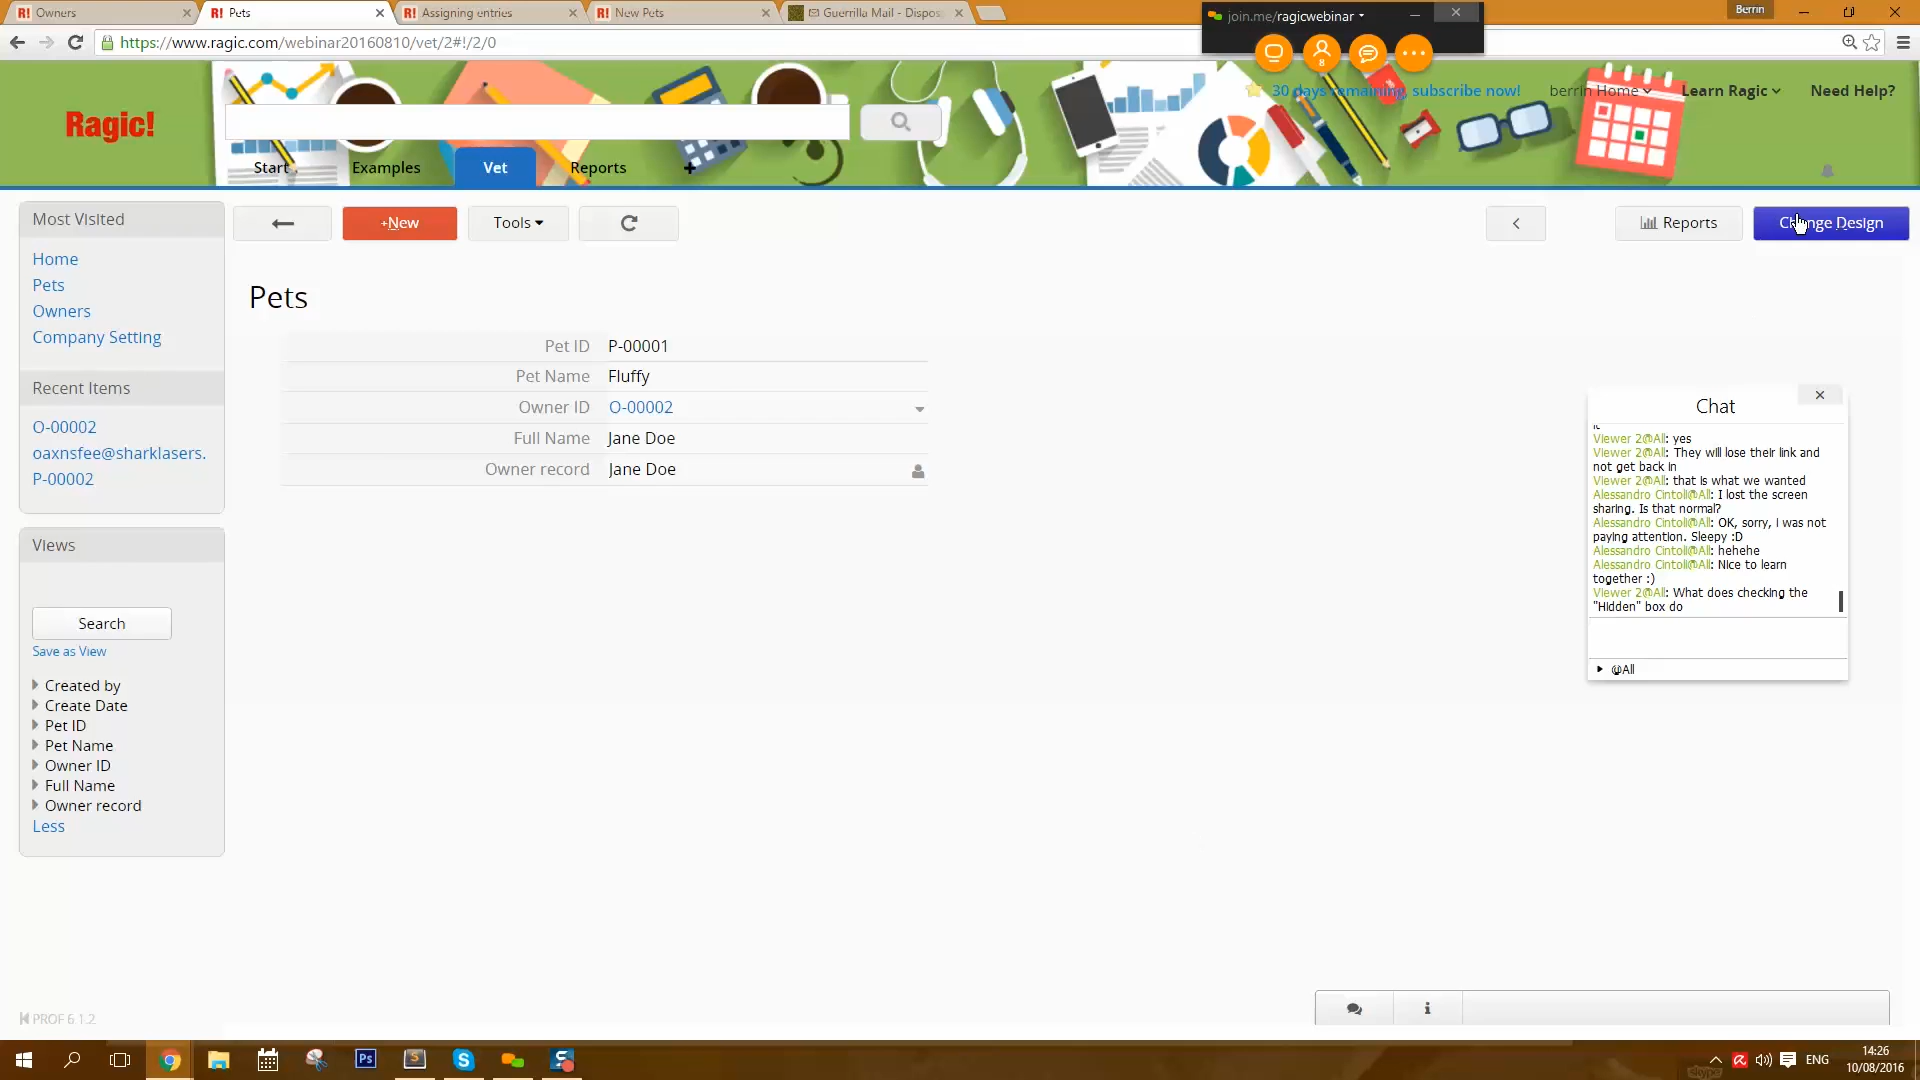 Owners
Pets
Assigning entries
New Pets
Guerrilla Mail - Dispos
join.me/ragicwebinar
Berrin
https://www.ragic.com/webinar20160810/vet/2#!/2/0
8
30 days remaining, subscribe now!
berrin Home
Learn Ragic
Need Help?
Ragic!
Start
Examples
Vet
Reports
+
Most Visited
Home
Pets
Owners
Company Setting
Recent Items
O-00002
oaxnsfee@sharklasers.
P-00002
Views
Search
Save as View
Created by
Create Date
Pet ID
Pet Name
Owner ID
Full Name
Owner record
Less
PROF 6.1.2
+New
Tools
Reports
Change Design
Pets
Pet ID P-00001
Pet Name Fluffy
Owner ID O-00002
Full Name Jane Doe
Owner record Jane Doe
Chat
Viewer 2@All: yes
Viewer 2@All: They will lose their link and
not get back in
Viewer 2@All: that is what we wanted
Alessandro Cintoli@All: I lost the screen
sharing. Is that normal?
Alessandro Cintoli@All: OK, sorry, I was not
paying attention. Sleepy :D
Alessandro Cintoli@All: hehehe
Alessandro Cintoli@All: Nice to learn
together :)
Viewer 2@All: What does checking the
"Hidden" box do
@All
Ps
ENG
14:26
10/08/2016